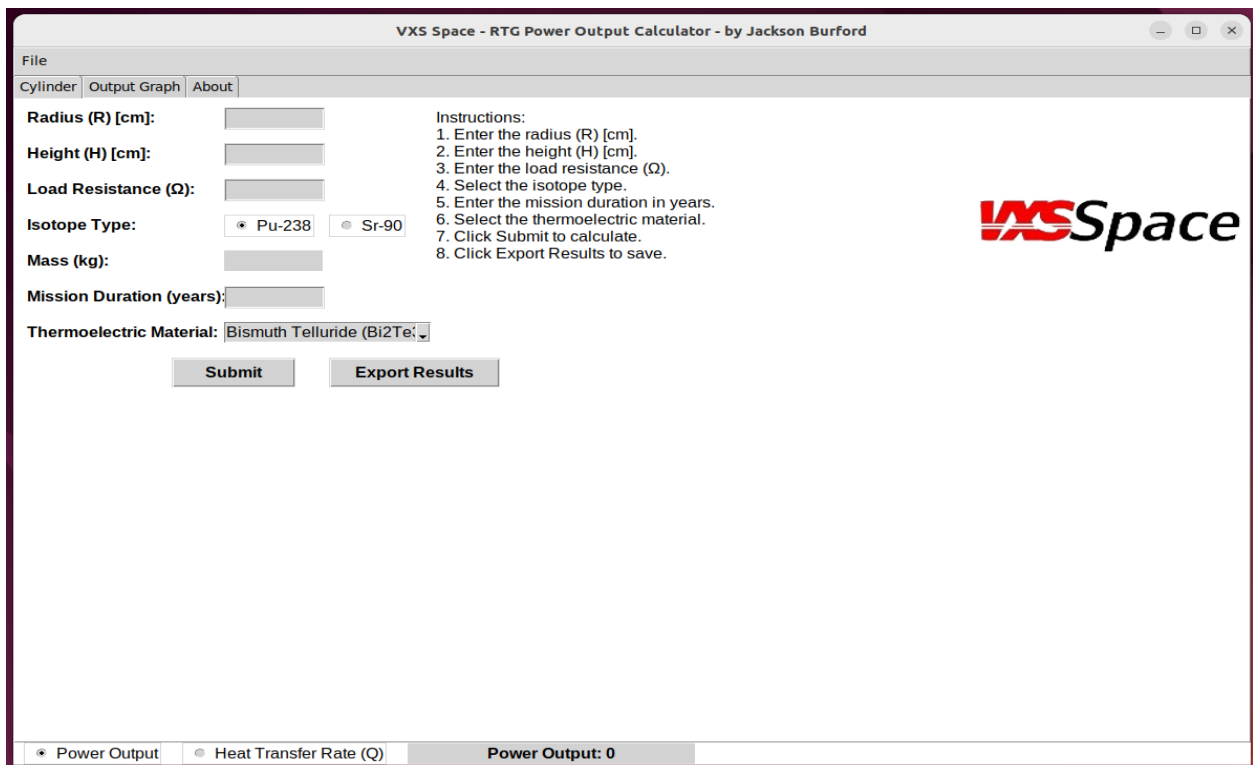 VXS Space - RTG Power Output Calculator - by Jackson Burford
File
Cylinder Output Graph About
Radius (R) [cm]:
Height (H) [cm]:
Load Resistance (Ω):
Isotope Type: Pu-238 Sr-90
Mass (kg):
Mission Duration (years):
Thermoelectric Material: Bismuth Telluride (Bi2Te
Submit Export Results
Instructions:
1. Enter the radius (R) [cm].
2. Enter the height (H) [cm].
3. Enter the load resistance (Ω).
4. Select the isotope type.
5. Enter the mission duration in years.
6. Select the thermoelectric material.
7. Click Submit to calculate.
8. Click Export Results to save.
VXSSpace
Power Output Heat Transfer Rate (Q) Power Output: 0